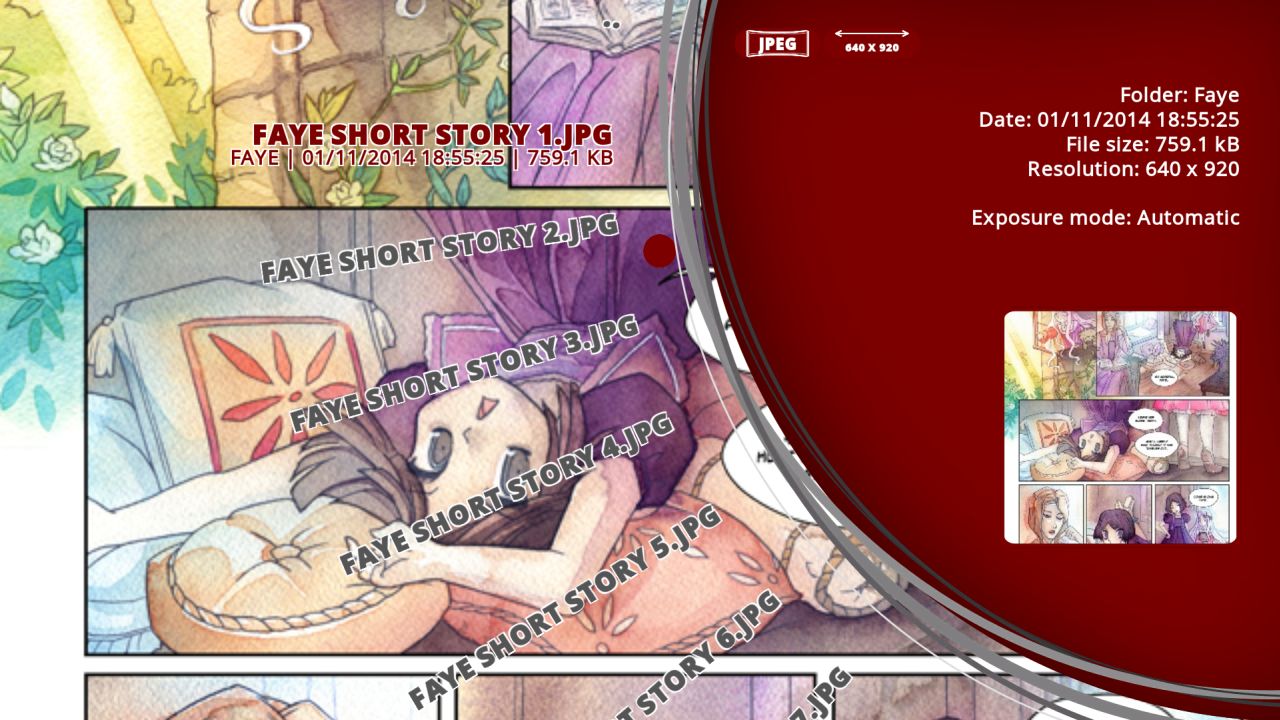 JPEG
640 X 920
Folder: Faye
Date: 01/11/2014 18:55:25
File size: 759.1 kB
Resolution: 640 x 920
Exposure mode: Automatic
FAYE SHORT STORY 1.JPG
FAYE | 01/11/2014 18:55:25 | 759.1 KB
FAYE SHORT STORY 2.JPG
FAYE SHORT STORY 3.JPG
FAYE SHORT STORY 4.JPG
FAYE SHORT STORY 5.JPG
STORY 6.JPG
7.JPG